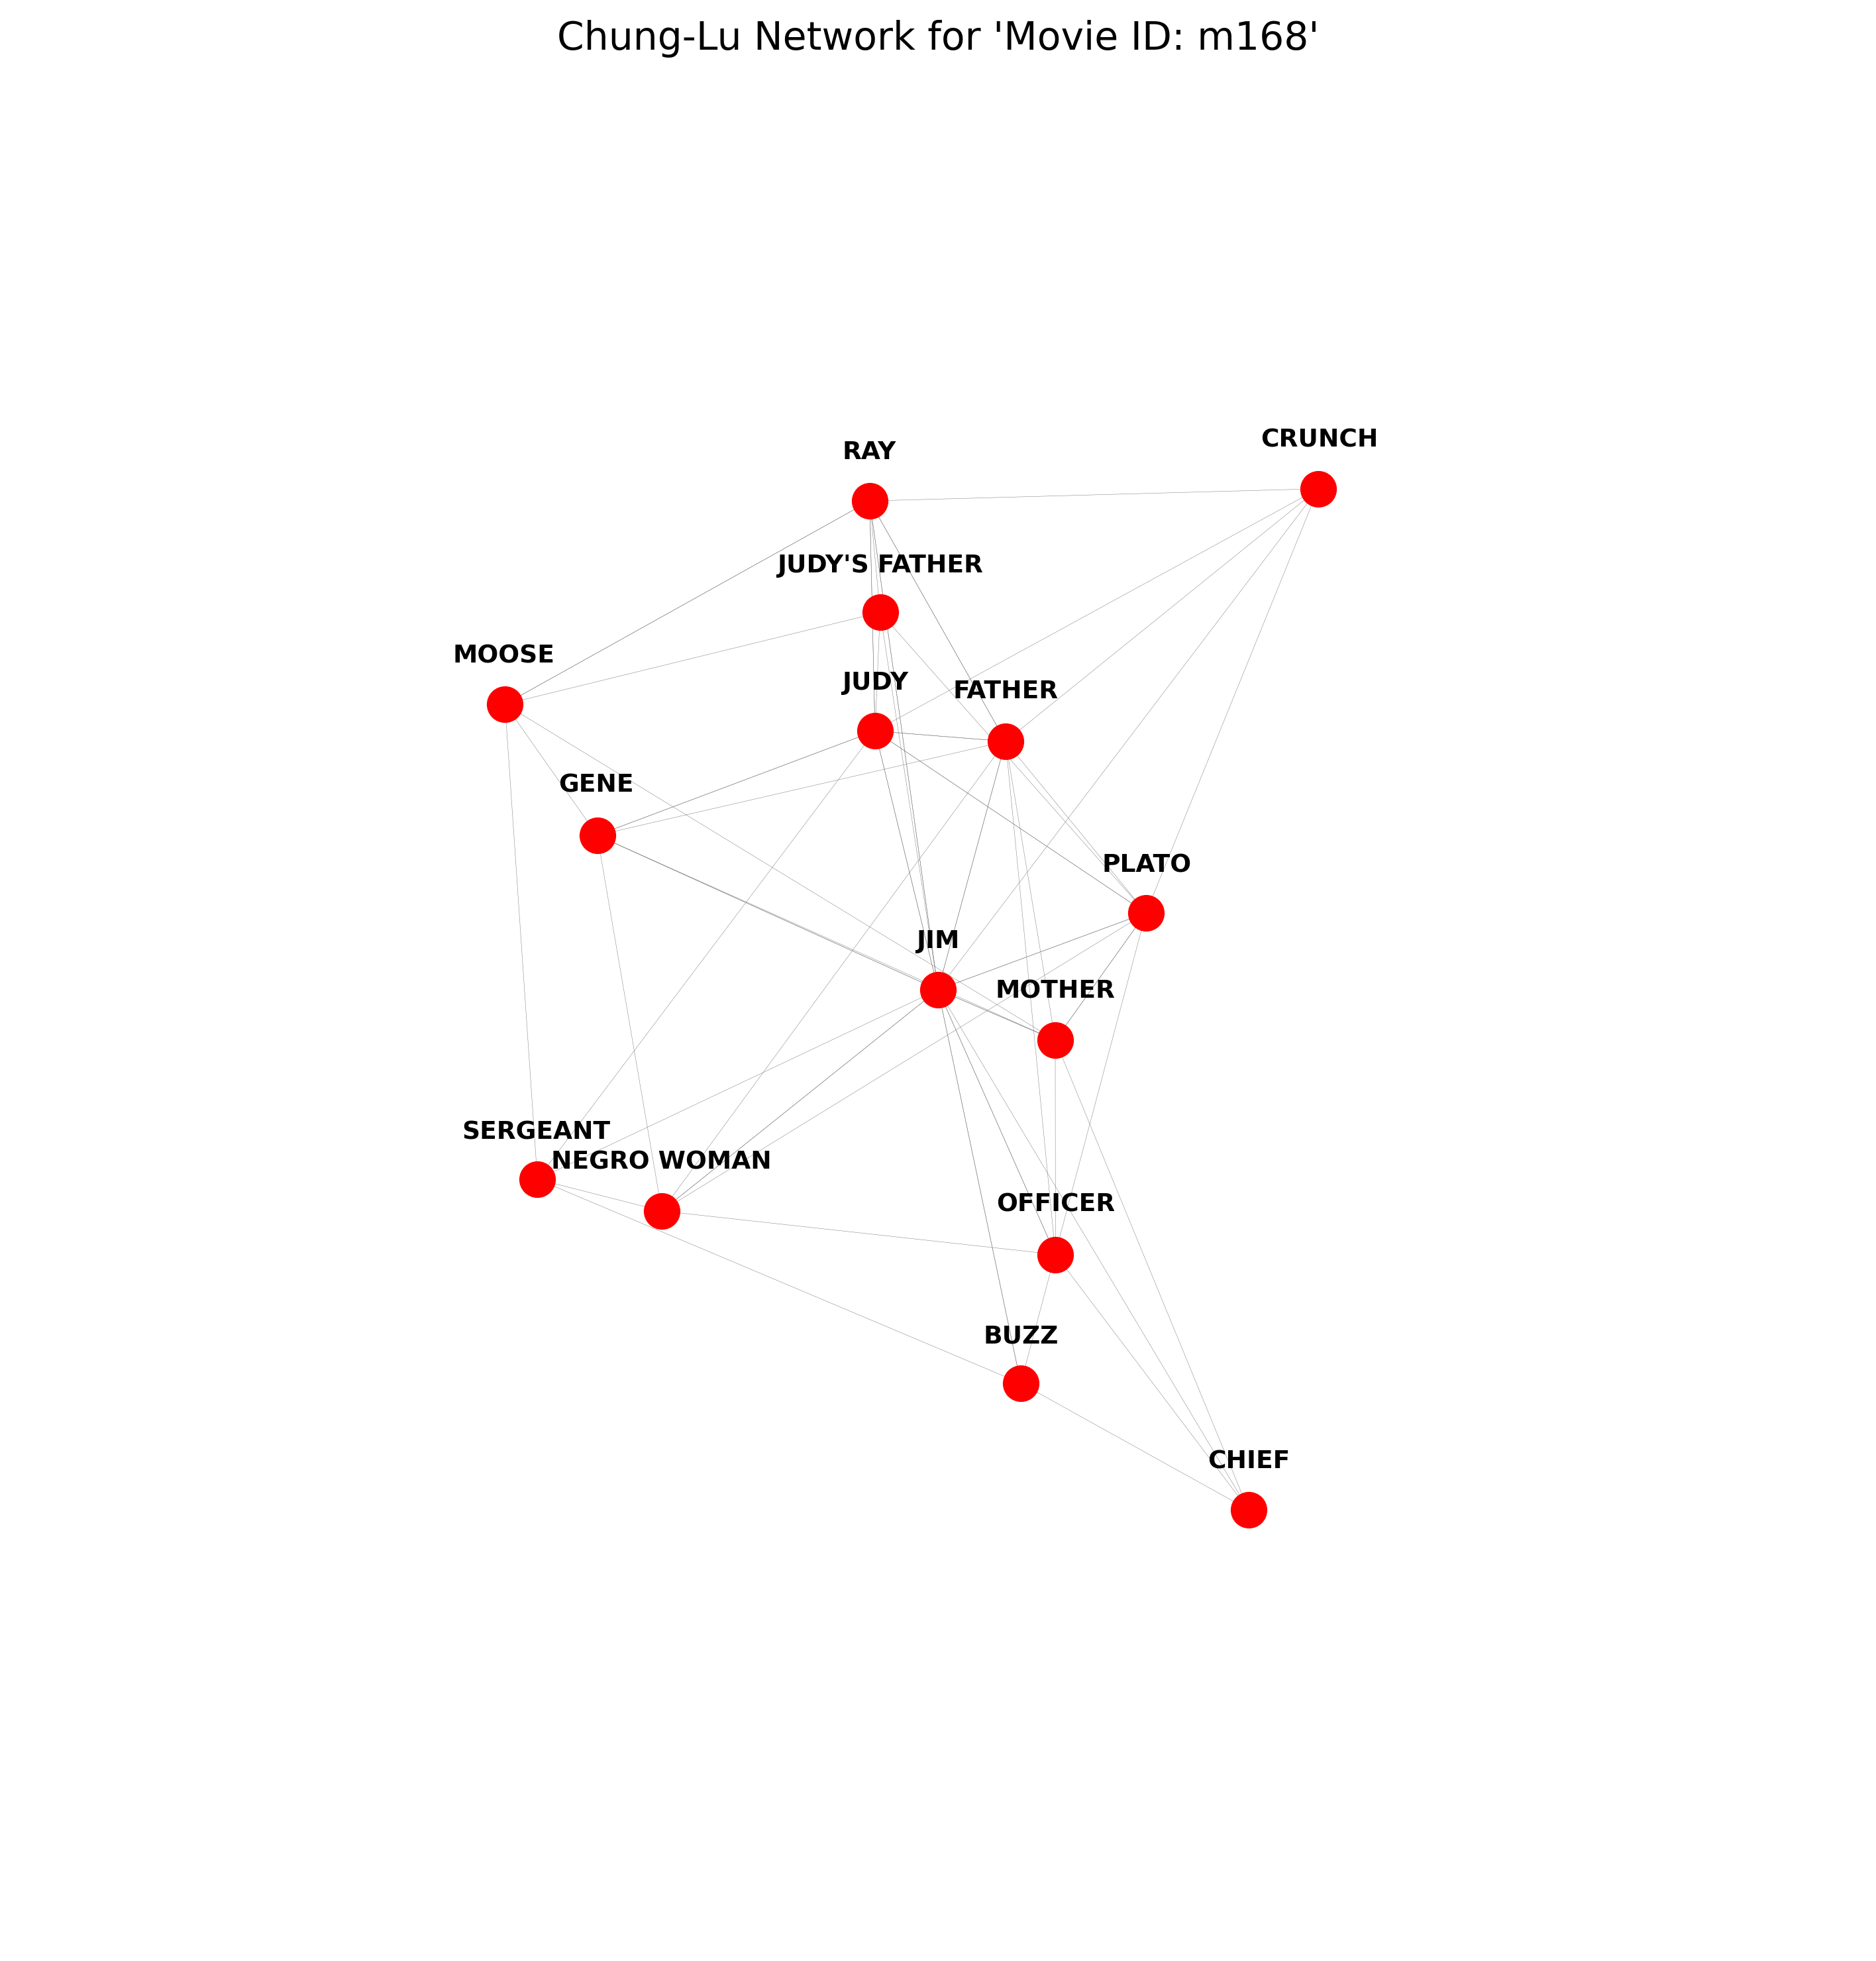 Chung-Lu Network for 'Movie ID: m168'
CRUNCH
RAY
JUDY'S FATHER
MOOSE
JUDY
FATHER
GENE
PLATO
JIM
MOTHER
SERGEANT
NEGRO WOMAN
OFFICER
BUZZ
CHIEF